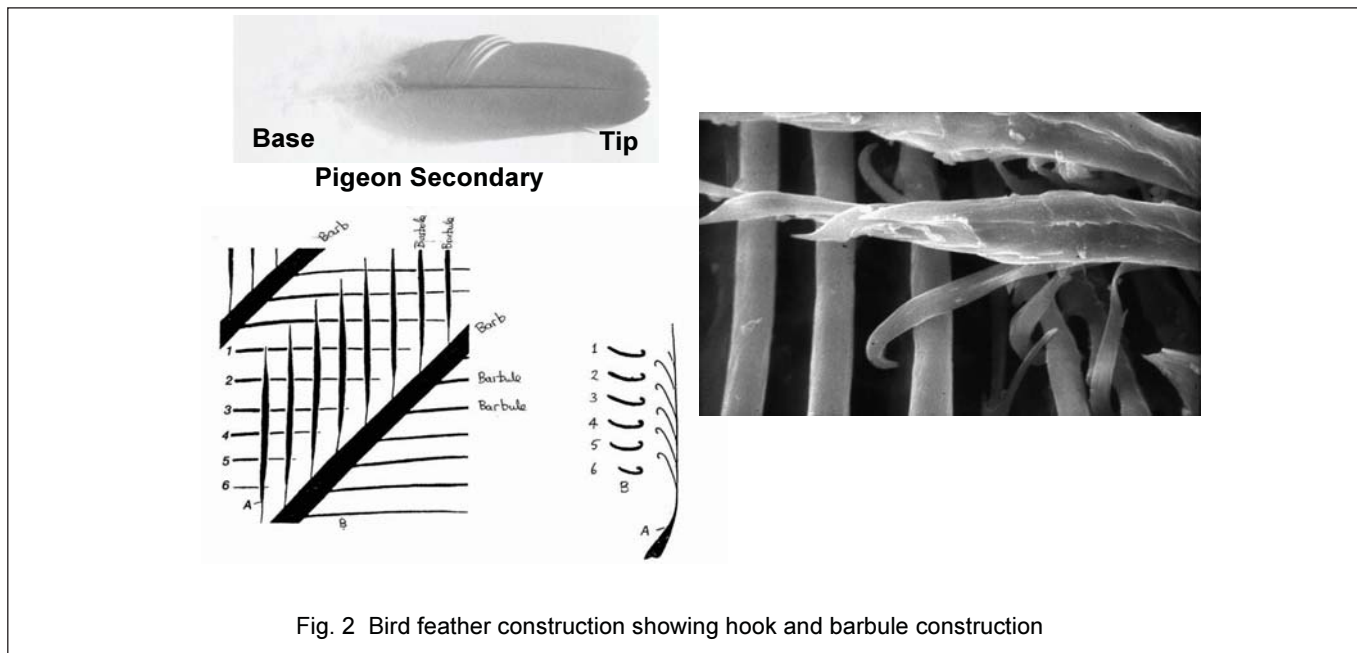 Base
Tip
Pigeon Secondary
Barb
Barbule
Barbule
Barb
Barbule
Barbule
1
2
3
4
5
6
A
B
1
2
3
4
5
6
B
A
Fig. 2 Bird feather construction showing hook and barbule construction